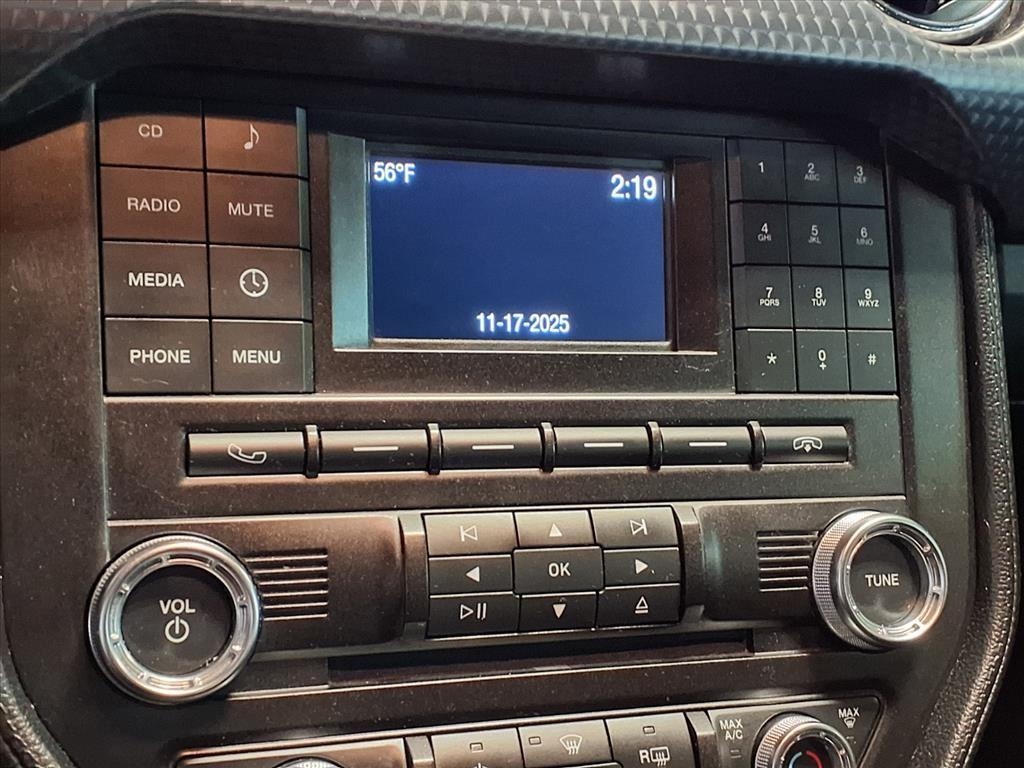 CD
RADIO
MUTE
MEDIA
PHONE
MENU
56°F
2:19
11-17-2025
1
2
ABC
3
DEF
4
GHI
5
JKL
6
MNO
7
PQRS
8
TUV
9
WXYZ
*
0
+
#
VOL
OK
TUNE
R
MAX
A/C
MAX